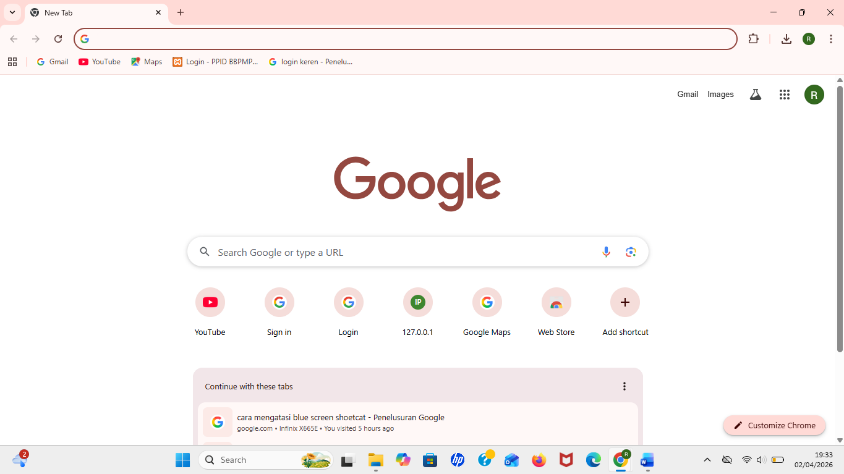 New Tab
Gmail
YouTube
Maps
Login - PPID BBPMP...
login keren - Penelu...
R
Gmail
Images
R
Google
Search Google or type a URL
YouTube
Sign in
Login
IP
127.0.0.1
Google Maps
Web Store
Add shortcut
Continue with these tabs
cara mengatasi blue screen shoetcat - Penelusuran Google
google.com • Infinix X665E • You visited 5 hours ago
Customize Chrome
2
Search
R
19:33
02/04/2026